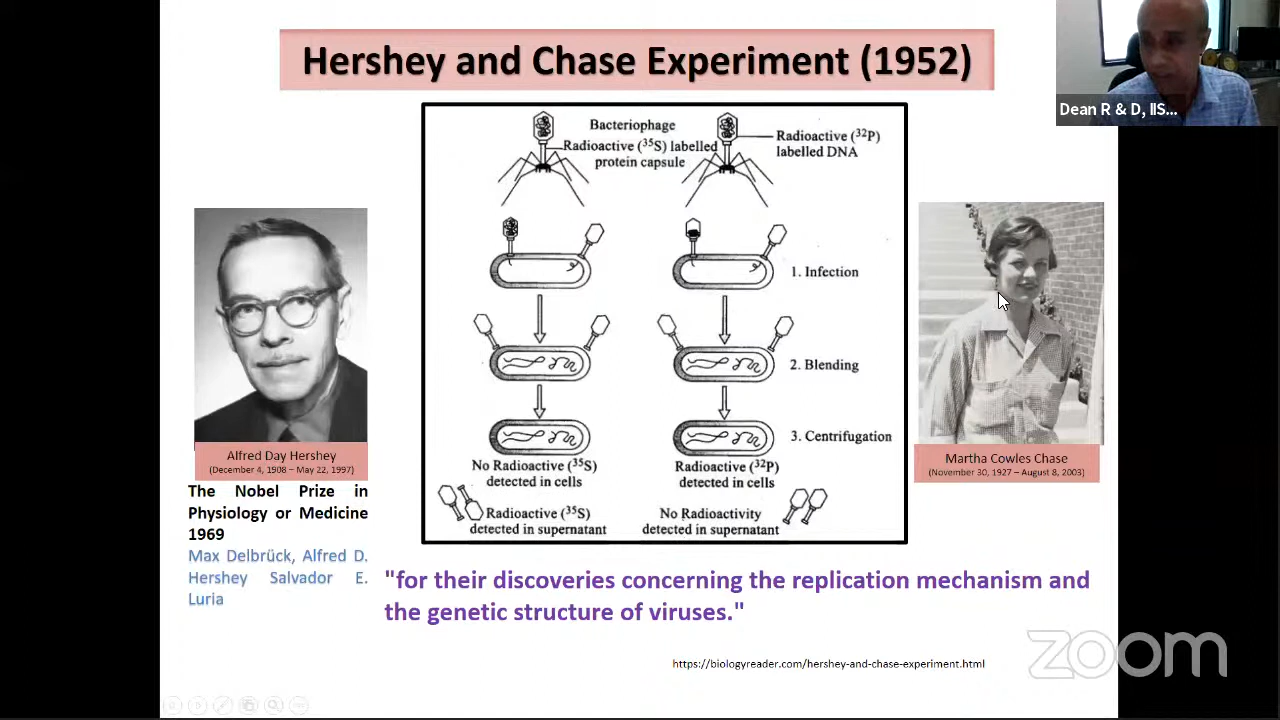 Hershey and Chase Experiment (1952)
Dean R & D, IIS...
Bacteriophage
Radioactive (³⁵S) labelled
protein capsule
Radioactive (³²P)
labelled DNA
1. Infection
2. Blending
3. Centrifugation
No Radioactive (³⁵S)
detected in cells
Radioactive (³²P)
detected in cells
Radioactive (³⁵S)
detected in supernatant
No Radioactivity
detected in supernatant
Alfred Day Hershey
(December 4, 1908 – May 22, 1997)
The Nobel Prize in
Physiology or Medicine
1969
Max Delbrück, Alfred D.
Hershey Salvador E.
Luria
Martha Cowles Chase
(November 30, 1927 – August 8, 2003)
"for their discoveries concerning the replication mechanism and
the genetic structure of viruses."
https://biologyreader.com/hershey-and-chase-experiment.html
zoom